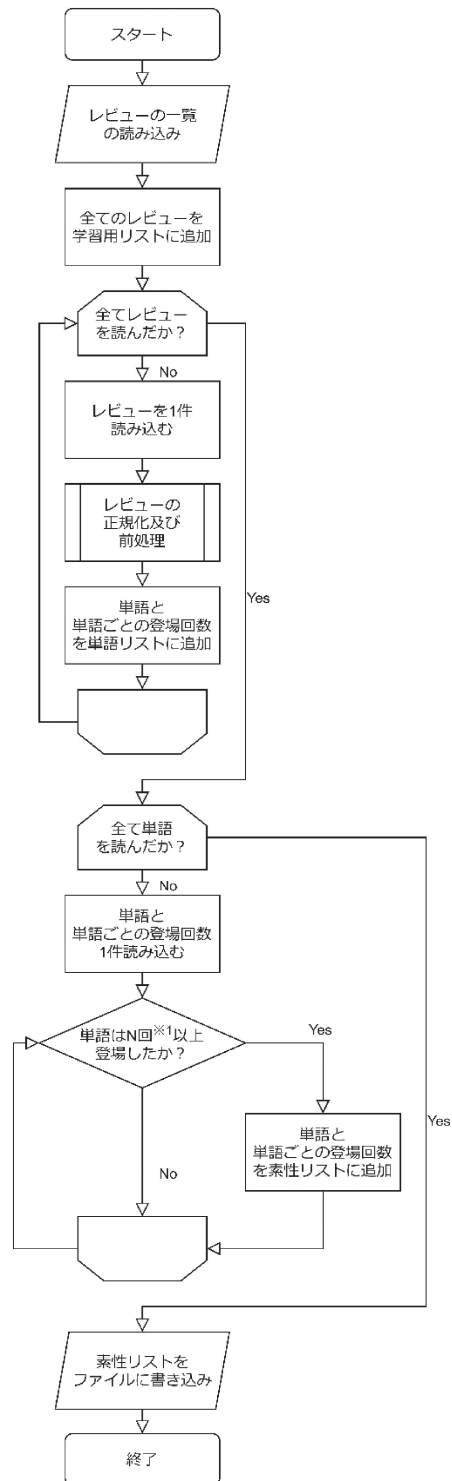 スタート
レビューの一覧
の読み込み
全てのレビューを
学習用リストに追加
全てレビュー
を読んだか？
No
レビューを1件
読み込む
レビューの
正規化及び
前処理
Yes
単語と
単語ごとの登場回数
を単語リストに追加
全て単語
を読んだか？
No
単語と
単語ごとの登場回数
1件読み込む
単語はN回※1以上
登場したか？
Yes
Yes
単語と
単語ごとの登場回数
を素性リストに追加
No
素性リストを
ファイルに書き込み
終了